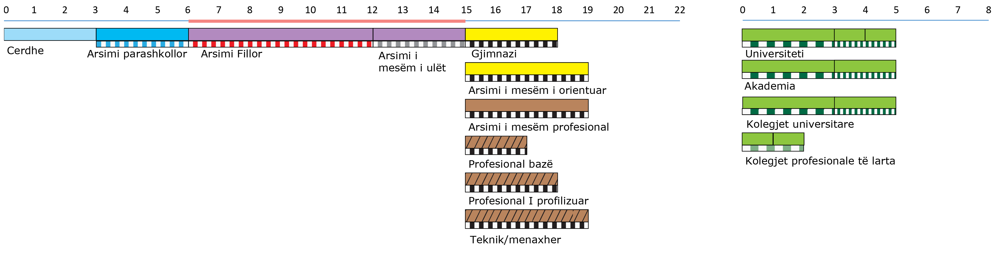 0 1 2 3 4 5 6 7 8 9 10 11 12 13 14 15 16 17 18 19 20 21 22
0 1 2 3 4 5 6 7 8
Cerdhe
Arsimi parashkollor
Arsimi Fillor
Arsimi i
mesëm i ulët
Gjimnazi
Arsimi i mesëm i orientuar
Arsimi i mesëm profesional
Profesional bazë
Profesional I profilizuar
Teknik/menaxher
Universiteti
Akademia
Kolegjet universitare
Kolegjet profesionale të larta